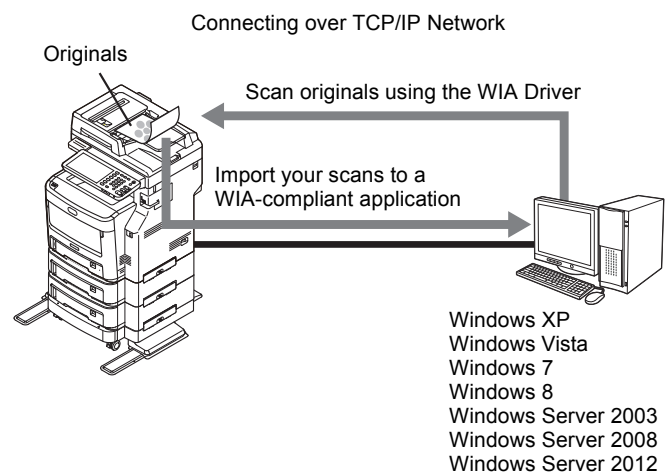 Connecting over TCP/IP Network
Originals
Scan originals using the WIA Driver
Import your scans to a
WIA-compliant application
Windows XP
Windows Vista
Windows 7
Windows 8
Windows Server 2003
Windows Server 2008
Windows Server 2012